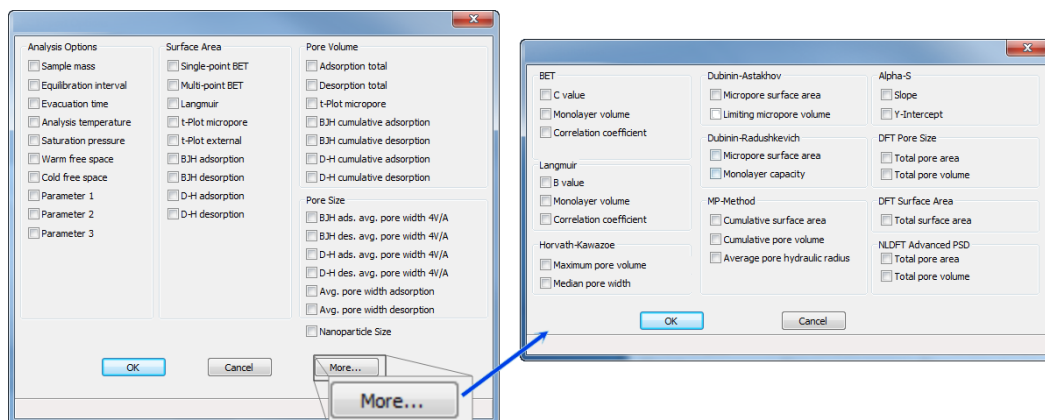 Analysis Options
Sample mass
Equilibration interval
Evacuation time
Analysis temperature
Saturation pressure
Warm free space
Cold free space
Parameter 1
Parameter 2
Parameter 3
Surface Area
Single-point BET
Multi-point BET
Langmuir
t-Plot micropore
t-Plot external
BJH adsorption
BJH desorption
D-H adsorption
D-H desorption
Pore Volume
Adsorption total
Desorption total
t-Plot micropore
BJH cumulative adsorption
BJH cumulative desorption
D-H cumulative adsorption
D-H cumulative desorption
Pore Size
BJH ads. avg. pore width 4V/A
BJH des. avg. pore width 4V/A
D-H ads. avg. pore width 4V/A
D-H des. avg. pore width 4V/A
Avg. pore width adsorption
Avg. pore width desorption
Nanoparticle Size
OK
Cancel
More...
More...
BET
C value
Monolayer volume
Correlation coefficient
Langmuir
B value
Monolayer volume
Correlation coefficient
Horvath-Kawazoe
Maximum pore volume
Median pore width
Dubinin-Astakhov
Micropore surface area
Limiting micropore volume
Dubinin-Radushkevich
Micropore surface area
Monolayer capacity
MP-Method
Cumulative surface area
Cumulative pore volume
Average pore hydraulic radius
Alpha-S
Slope
Y-Intercept
DFT Pore Size
Total pore area
Total pore volume
DFT Surface Area
Total surface area
NLDFT Advanced PSD
Total pore area
Total pore volume
OK
Cancel